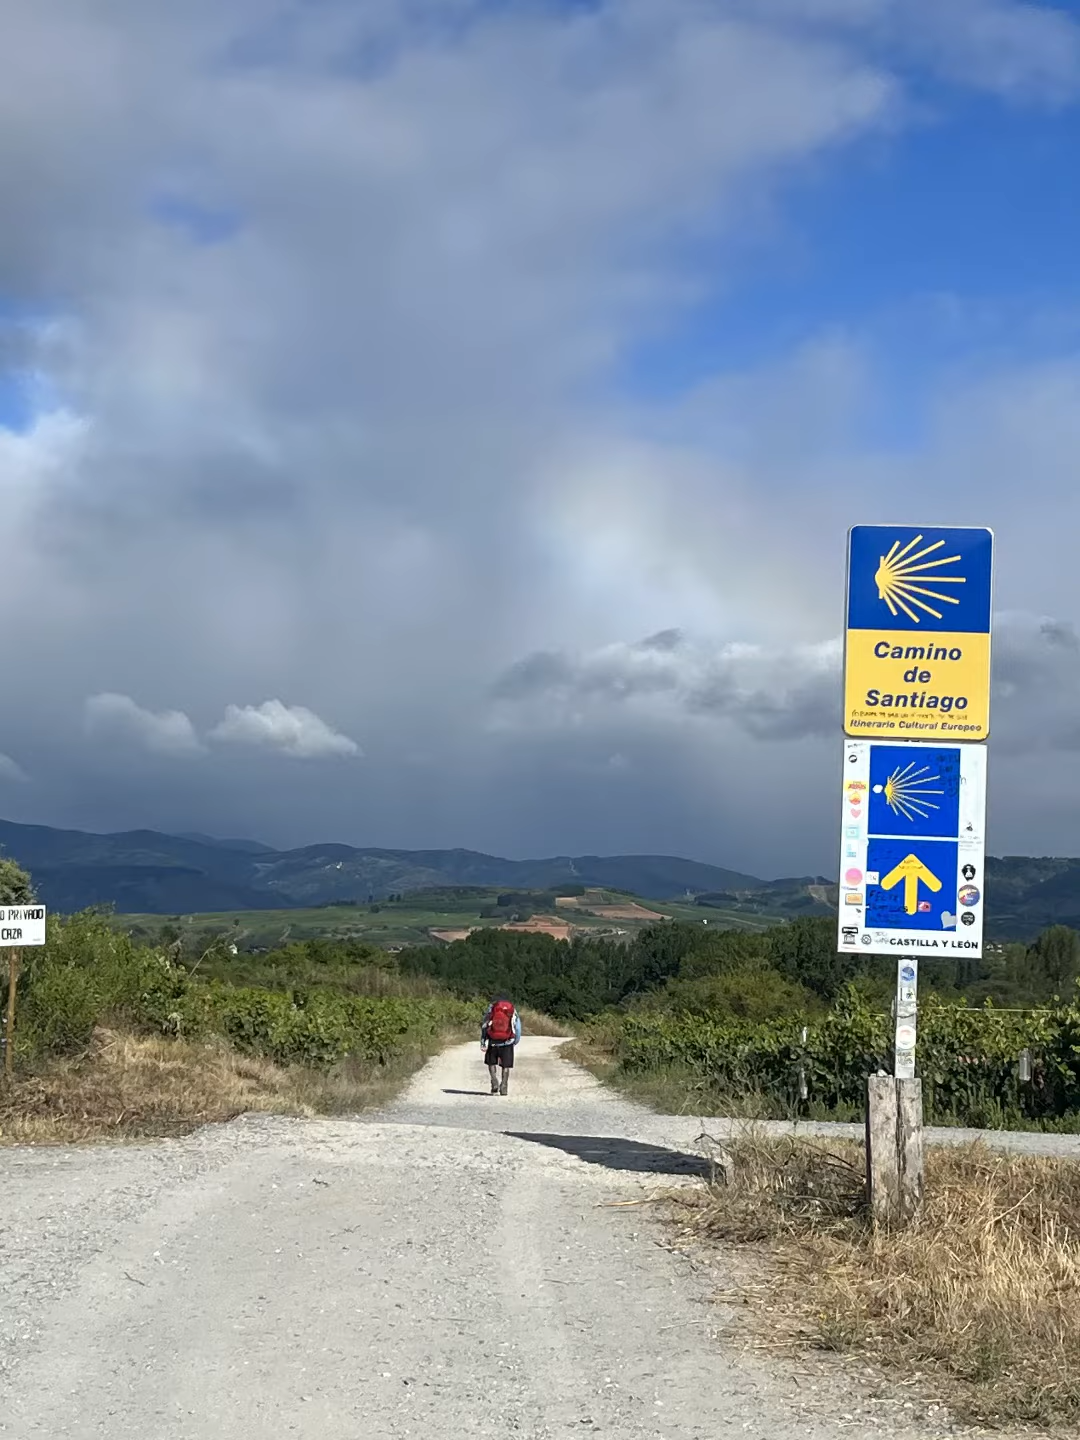 O PRIVADO
CAZA
Camino
de
Santiago
Itinerario Cultural Europeo
CASTILLA Y LEÓN